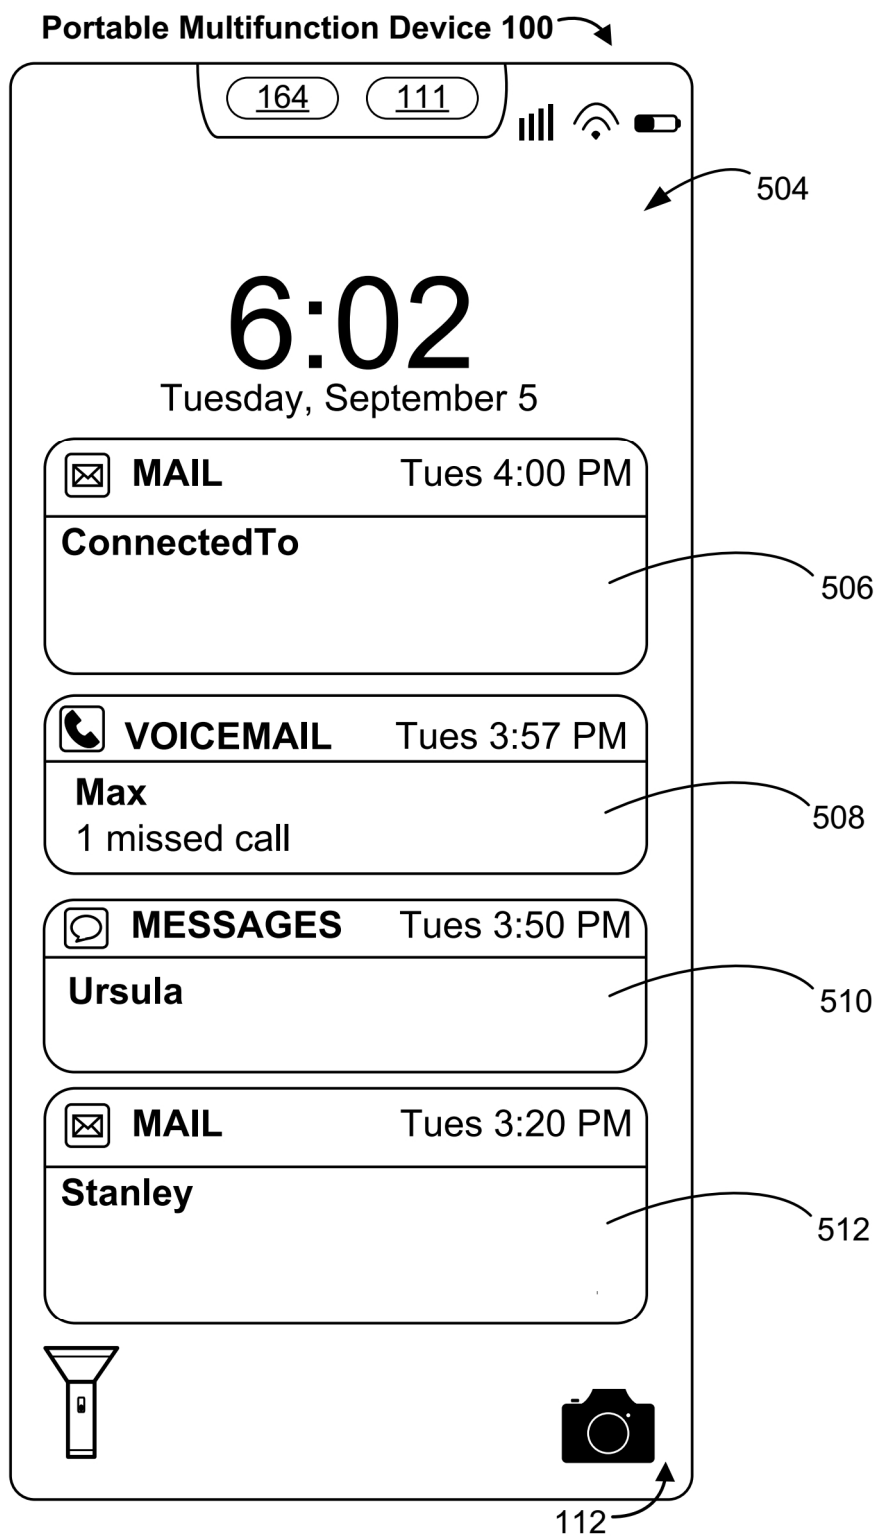 Portable Multifunction Device 100
164 111
504
6:02
Tuesday, September 5
MAIL Tues 4:00 PM
ConnectedTo
506
VOICEMAIL Tues 3:57 PM
Max
508
1 missed call
MESSAGES Tues 3:50 PM
Ursula
510
MAIL Tues 3:20 PM
Stanley
512
112